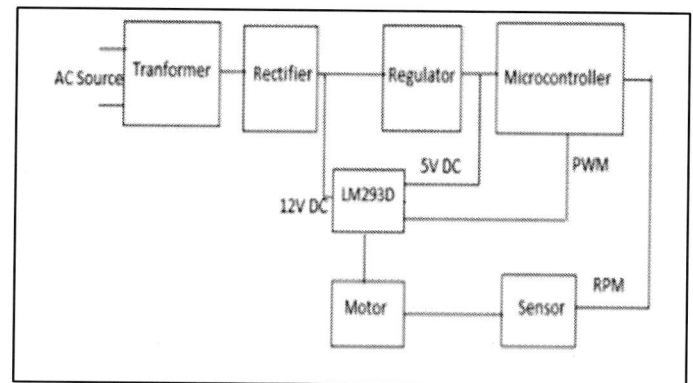 AC Source
Tranformer
Rectifier
Regulator
Microcontroller
5V DC
PWM
12V DC
LM293D
Motor
Sensor
RPM